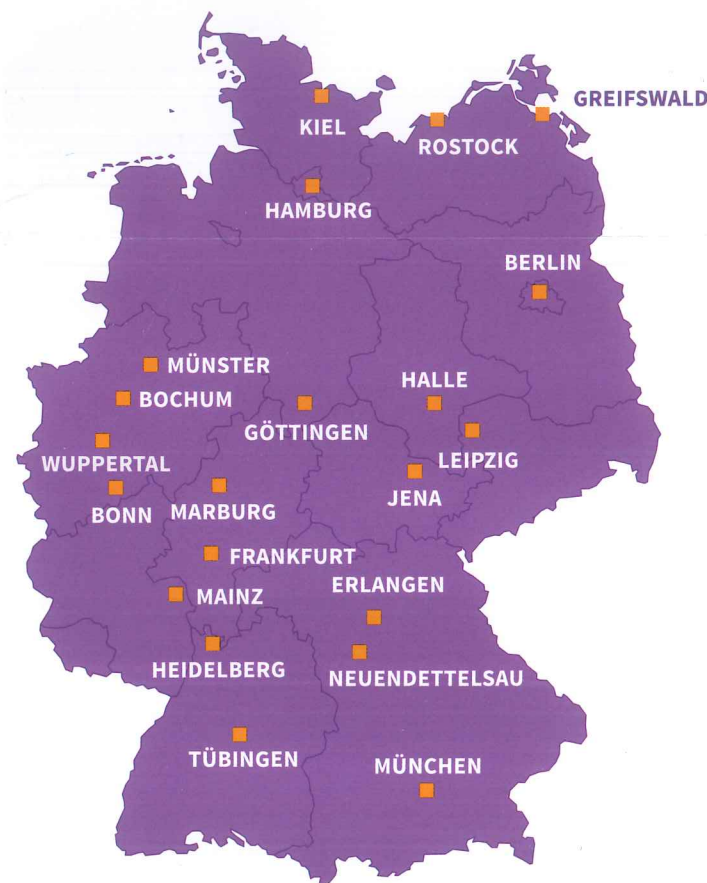 GREIFSWALD
KIEL
ROSTOCK
HAMBURG
BERLIN
MÜNSTER
HALLE
BOCHUM
GÖTTINGEN
LEIPZIG
WUPPERTAL
JENA
BONN
MARBURG
FRANKFURT
ERLANGEN
MAINZ
HEIDELBERG
NEUENDETTELSAU
TÜBINGEN
MÜNCHEN